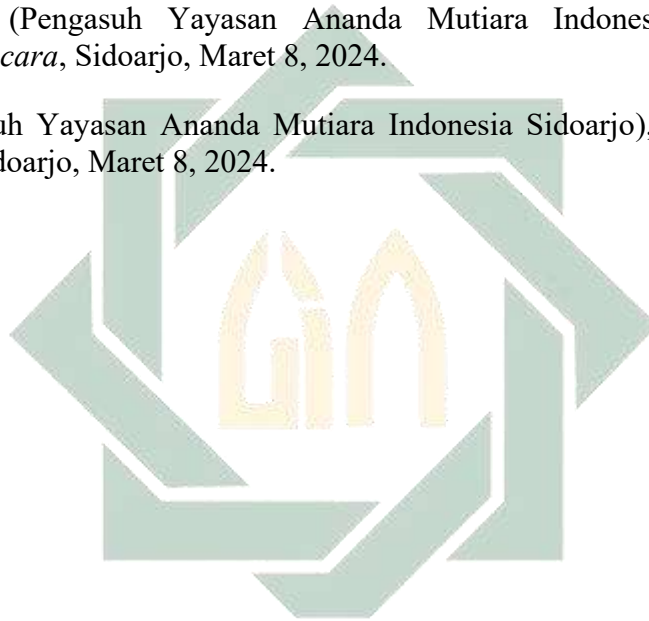 (Pengasuh Yayasan Ananda Mutiara Indones
cara, Sidoarjo, Maret 8, 2024.
uh Yayasan Ananda Mutiara Indonesia Sidoarjo),
doarjo, Maret 8, 2024.
UIN